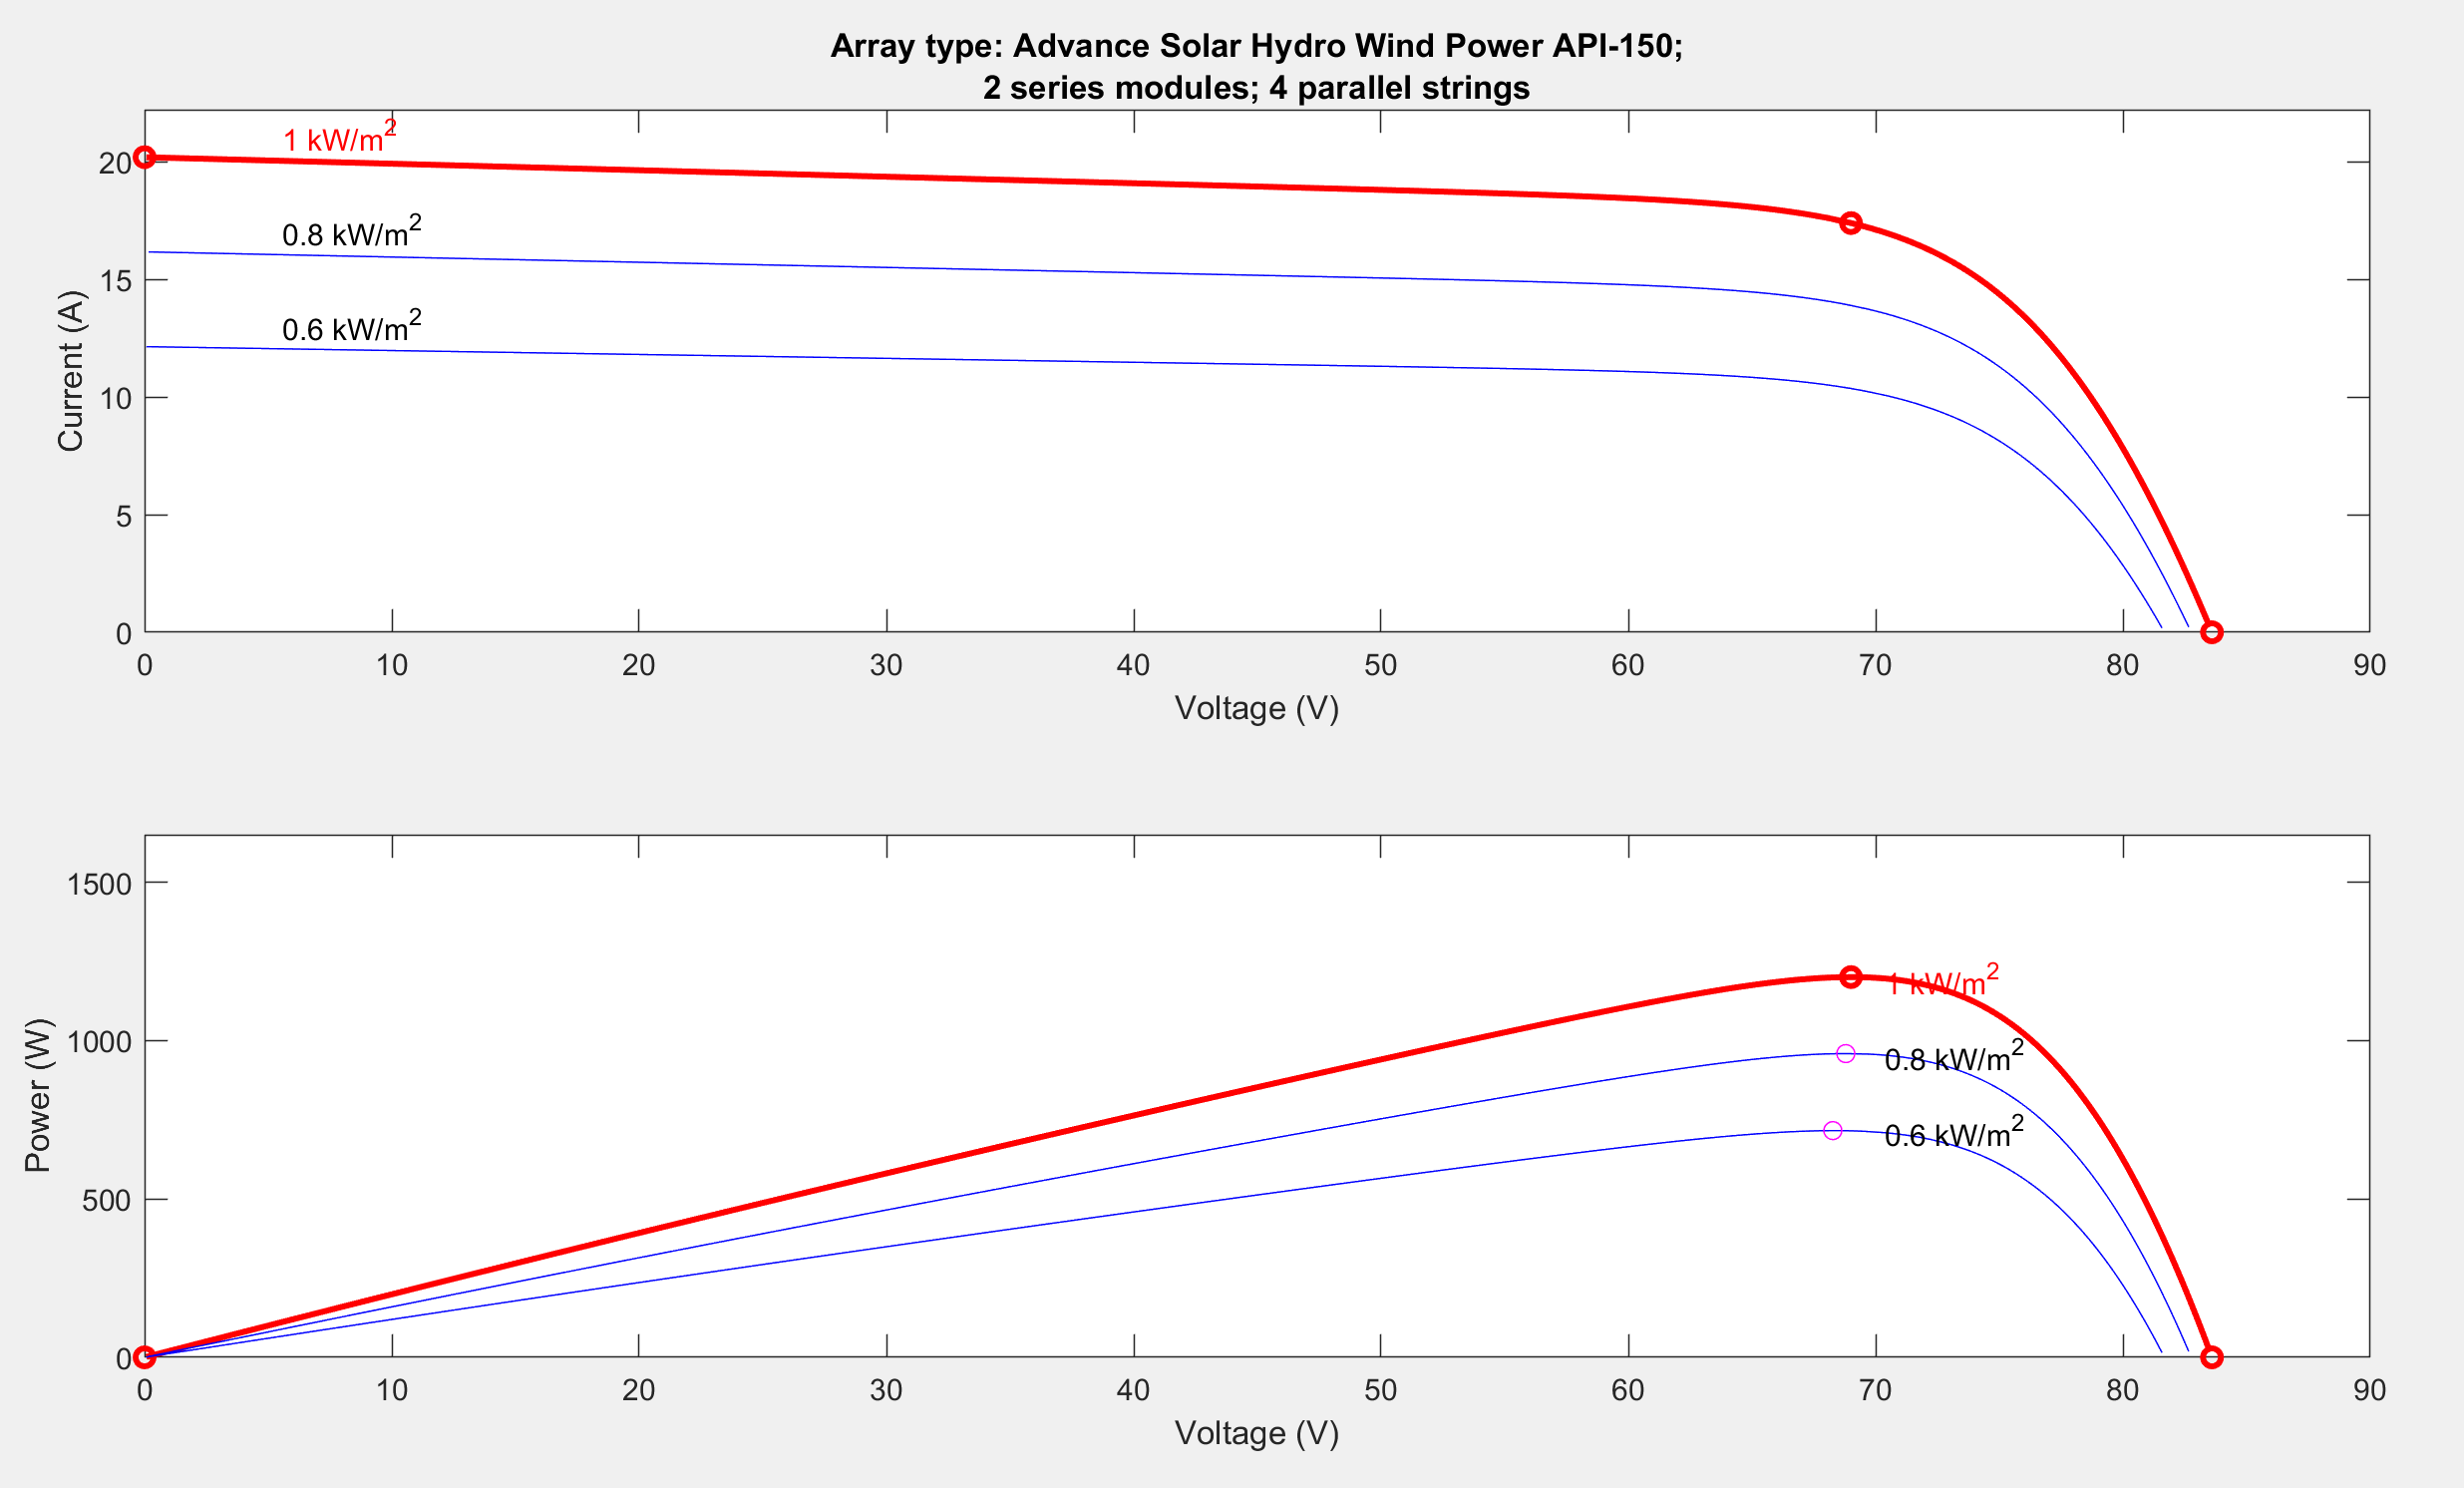 Array type: Advance Solar Hydro Wind Power API-150;
2 series modules; 4 parallel strings
1 kW/m²
20
0.8 kW/m²
15
0.6 kW/m²
10
5
0
Current (A)
0 10 20 30 40 50 60 70 80 90
Voltage (V)
1500
1 kW/m²
1000
0.8 kW/m²
0.6 kW/m²
500
0
Power (W)
0 10 20 30 40 50 60 70 80 90
Voltage (V)